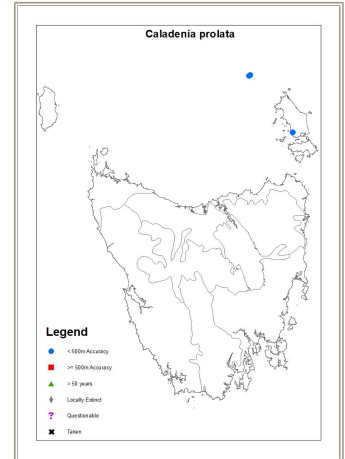 Caladenia prolata
Legend
< 500m Accuracy
>= 500m Accuracy
> 50 years
Locally Extinct
? Questionable
Taken